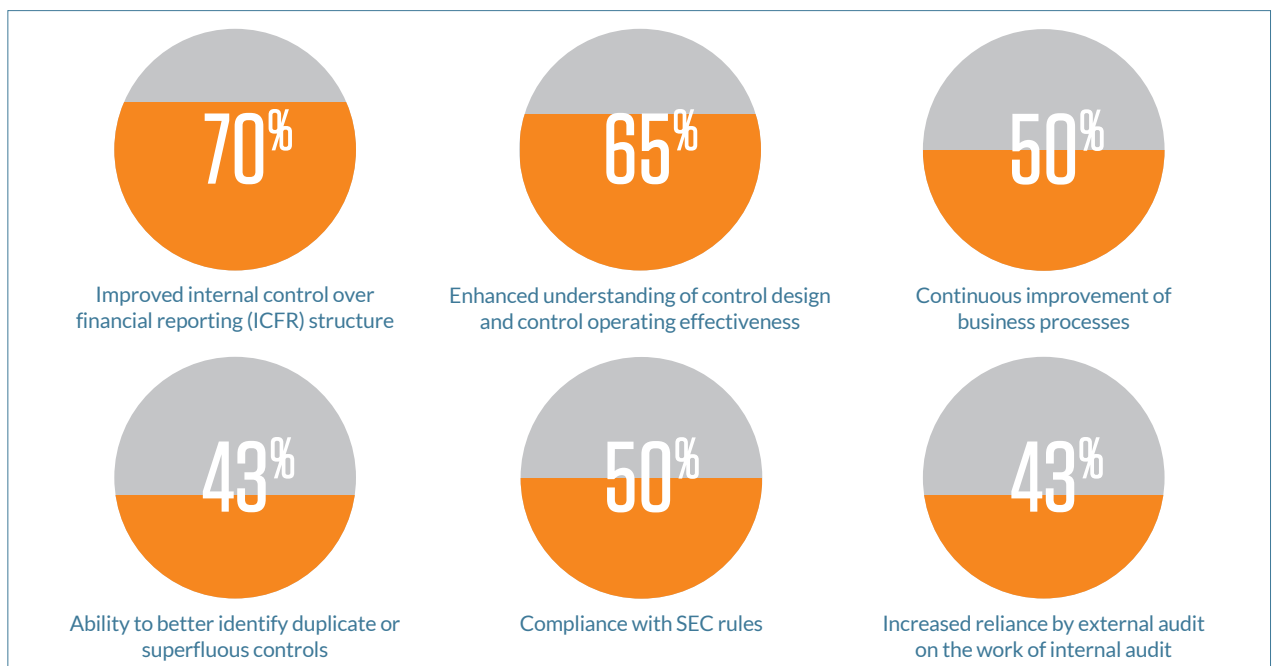 70%
65%
50%
Improved internal control over
financial reporting (ICFR) structure
Enhanced understanding of control design
and control operating effectiveness
Continuous improvement of
business processes
43%
50%
43%
Ability to better identify duplicate or
superfluous controls
Compliance with SEC rules
Increased reliance by external audit
on the work of internal audit